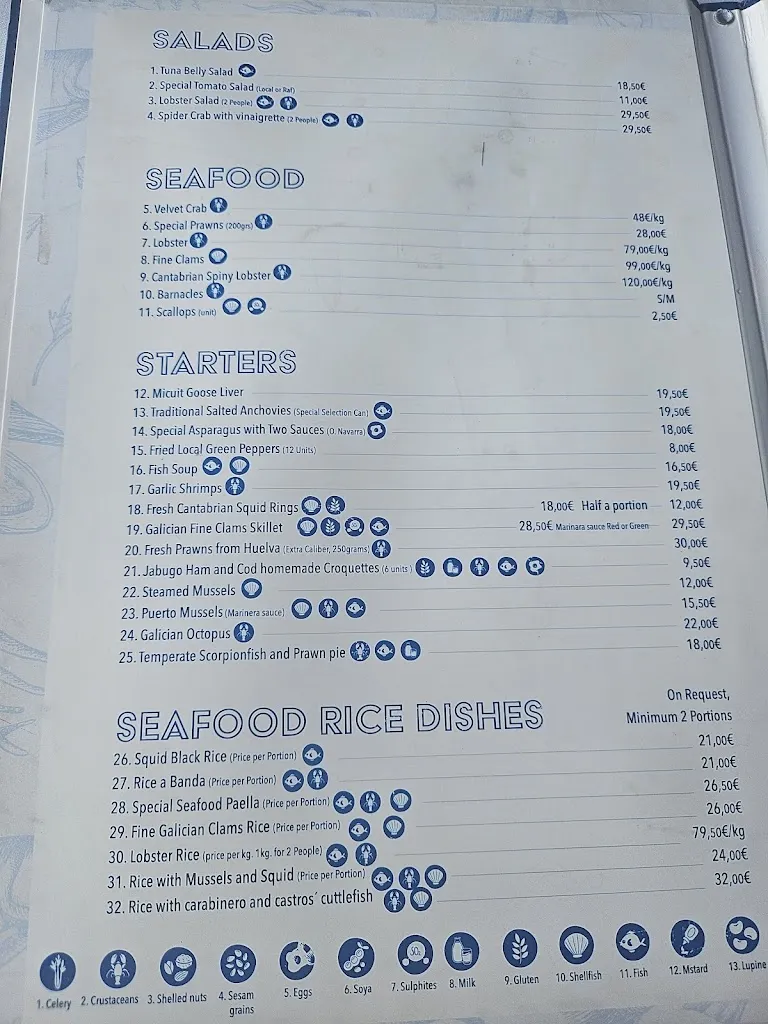 SALADS
1. Tuna Belly Salad 18,50€
2. Special Tomato Salad (Local or Raf) 11,00€
3. Lobster Salad (2 People) 29,50€
4. Spider Crab with vinaigrette (2 People) 29,50€
SEAFOOD
5. Velvet Crab 48€/kg
6. Special Prawns (200grs) 28,00€
7. Lobster 79,00€/kg
8. Fine Clams 99,00€/kg
9. Cantabrian Spiny Lobster 120,00€/kg
10. Barnacles S/M
11. Scallops (unit) 2,50€
STARTERS
12. Micuit Goose Liver 19,50€
13. Traditional Salted Anchovies (Special Selection Can) 19,50€
14. Special Asparagus with Two Sauces (O. Navarra) 18,00€
15. Fried Local Green Peppers (12 Units) 8,00€
16. Fish Soup 16,50€
17. Garlic Shrimps 19,50€
18. Fresh Cantabrian Squid Rings 18,00€ Half a portion 12,00€
19. Galician Fine Clams Skillet 28,50€ Marinara sauce Red or Green 29,50€
20. Fresh Prawns from Huelva (Extra Caliber, 250grams) 30,00€
21. Jabugo Ham and Cod homemade Croquettes (6 units) 9,50€
22. Steamed Mussels 12,00€
23. Puerto Mussels (Marinera sauce) 15,50€
24. Galician Octopus 22,00€
25. Temperate Scorpionfish and Prawn pie 18,00€
On Request,
SEAFOOD RICE DISHES Minimum 2 Portions
26. Squid Black Rice (Price per Portion) 21,00€
27. Rice a Banda (Price per Portion) 21,00€
28. Special Seafood Paella (Price per Portion) 26,50€
29. Fine Galician Clams Rice (Price per Portion) 26,00€
30. Lobster Rice (price per kg. 1kg. for 2 People) 79,50€/kg
31. Rice with Mussels and Squid (Price per Portion) 24,00€
32. Rice with carabinero and castros´ cuttlefish 32,00€
SO₂
1. Celery 2. Crustaceans 3. Shelled nuts 4. Sesam grains 5. Eggs 6. Soya 7. Sulphites 8. Milk 9. Gluten 10. Shellfish 11. Fish 12. Mstard 13. Lupine